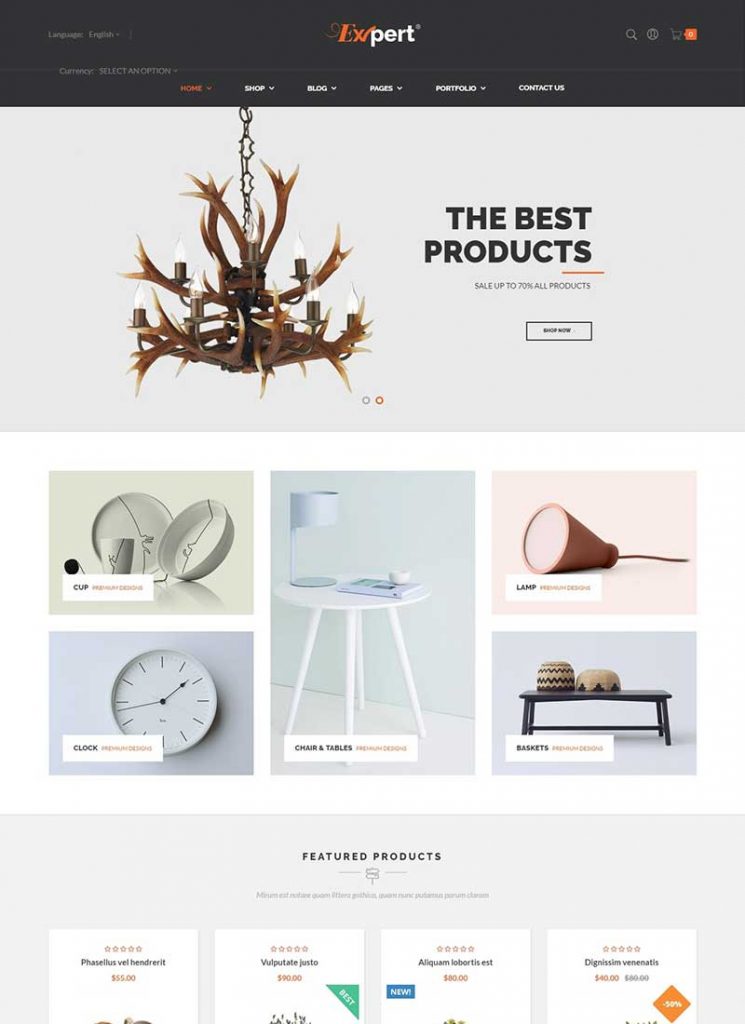 Language: English
Expert®
0
Currency: SELECT AN OPTION
HOME SHOP BLOG PAGES PORTFOLIO CONTACT US
THE BEST
PRODUCTS
SALE UP TO 70% ALL PRODUCTS
SHOP NOW
CUP PREMIUM DESIGNS
LAMP PREMIUM DESIGNS
CLOCK PREMIUM DESIGNS
CHAIR & TABLES PREMIUM DESIGNS
BASKETS PREMIUM DESIGNS
FEATURED PRODUCTS
Mirum est notare quam littera gothica, quam nunc putamus parum claram
Phasellus vel hendrerit
$55.00
Vulputate justo
$90.00
BEST
Aliquam lobortis est
$80.00
NEW!
Dignissim venenatis
$40.00 $80.00
-50%